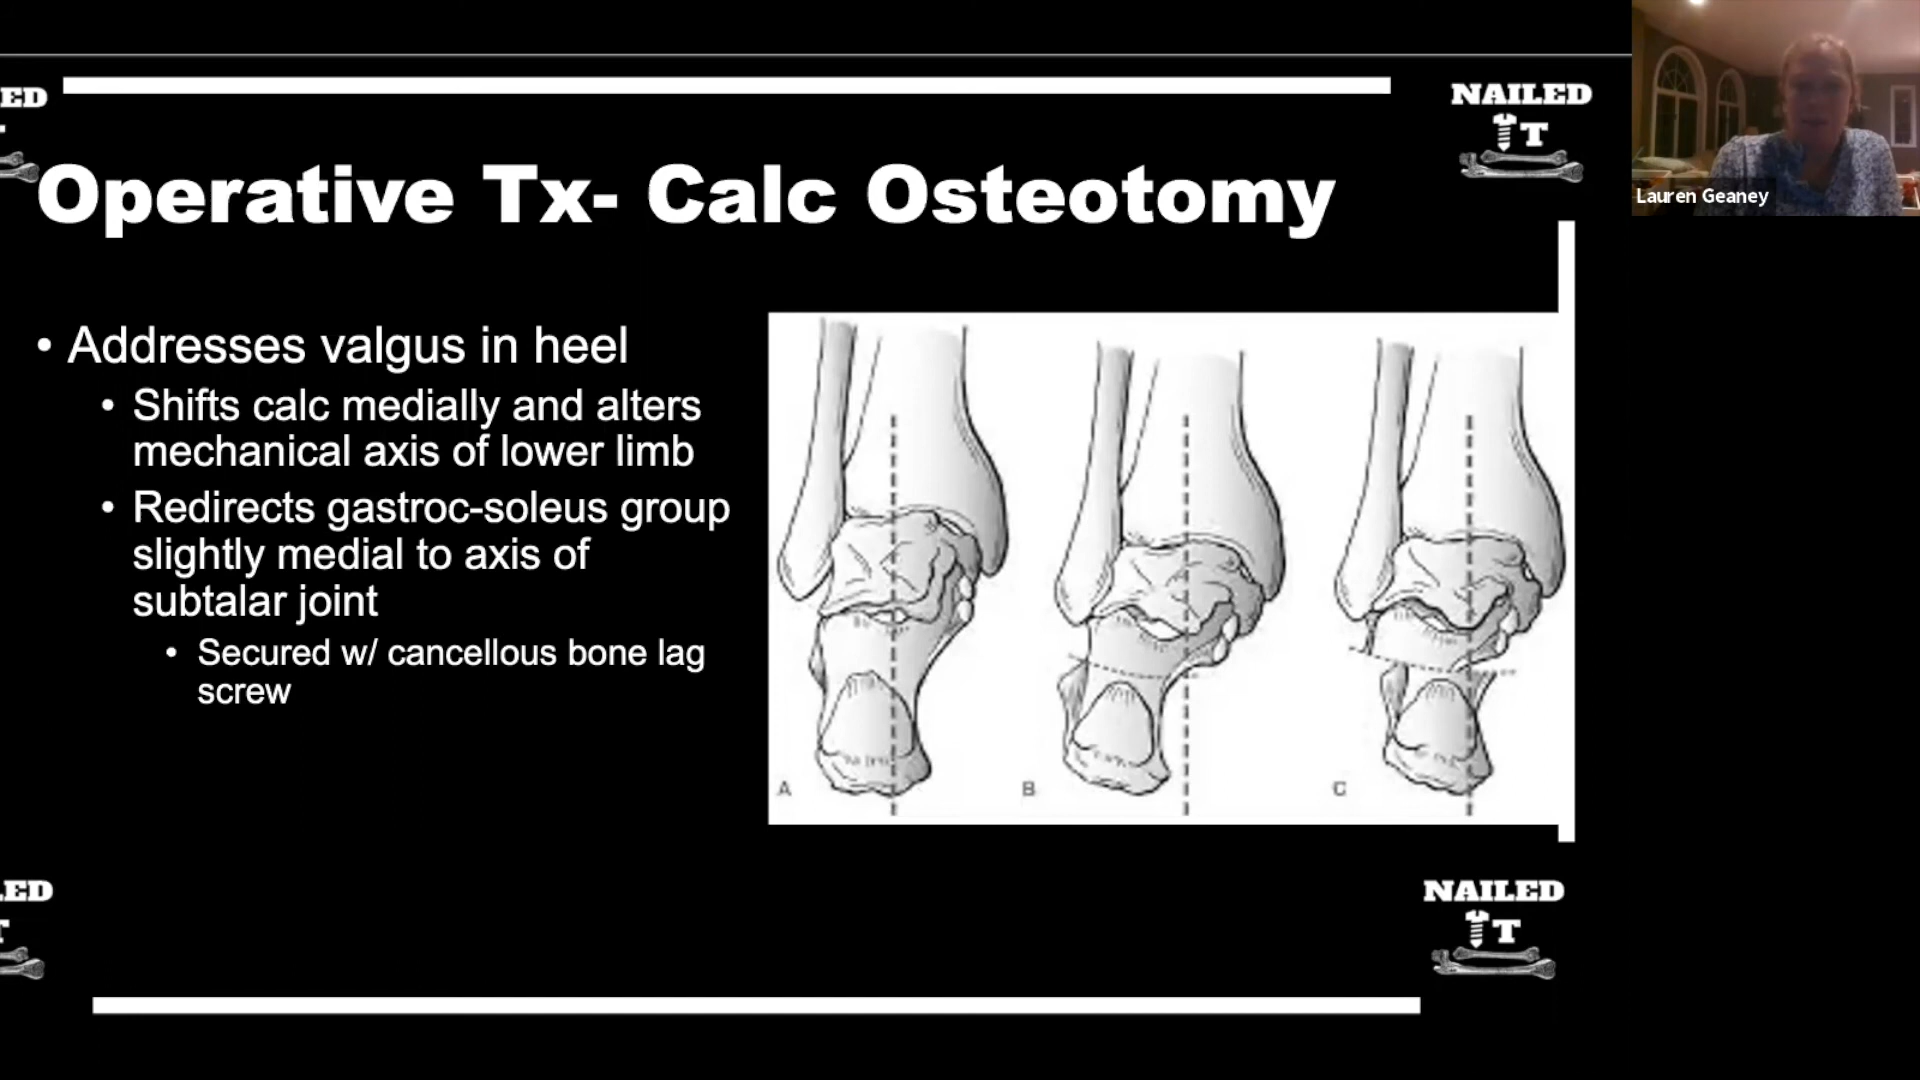 ED
NAILED
T
Operative Tx- Calc Osteotomy
Lauren Geaney
• Addresses valgus in heel
• Shifts calc medially and alters
mechanical axis of lower limb
• Redirects gastroc-soleus group
slightly medial to axis of
subtalar joint
• Secured w/ cancellous bone lag
screw
A
B
C
ED
T
NAILED
T